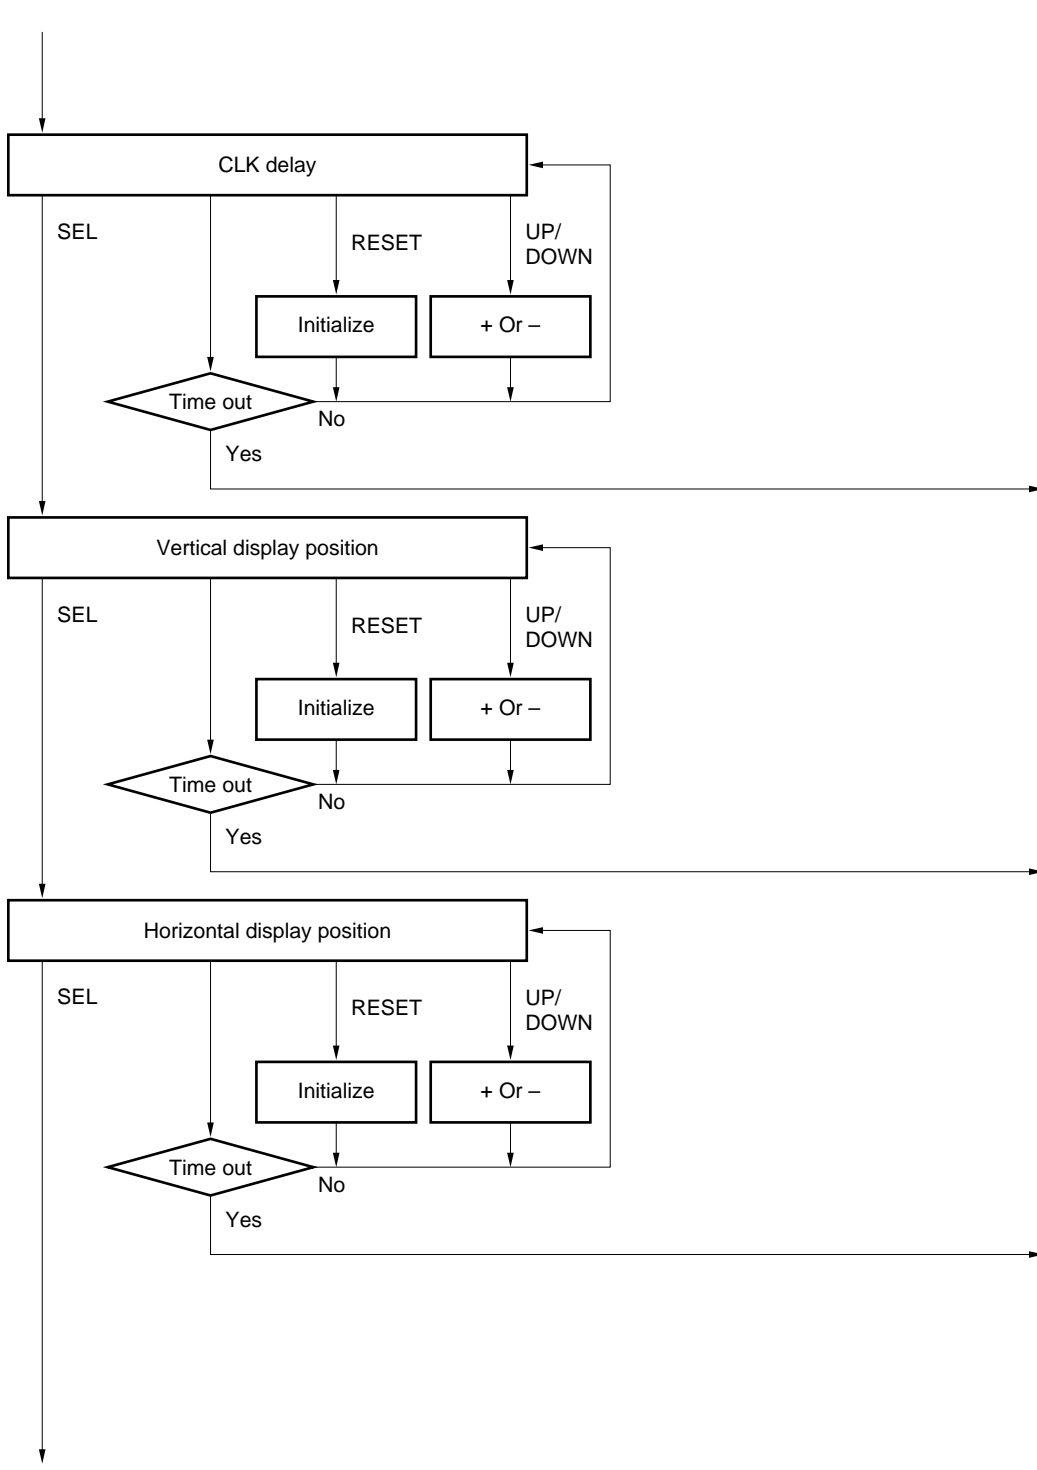 CLK delay
SEL
RESET
UP/
DOWN
Initialize
+ Or –
Time out
No
Yes
Vertical display position
SEL
RESET
UP/
DOWN
Initialize
+ Or –
Time out
No
Yes
Horizontal display position
SEL
RESET
UP/
DOWN
Initialize
+ Or –
Time out
No
Yes